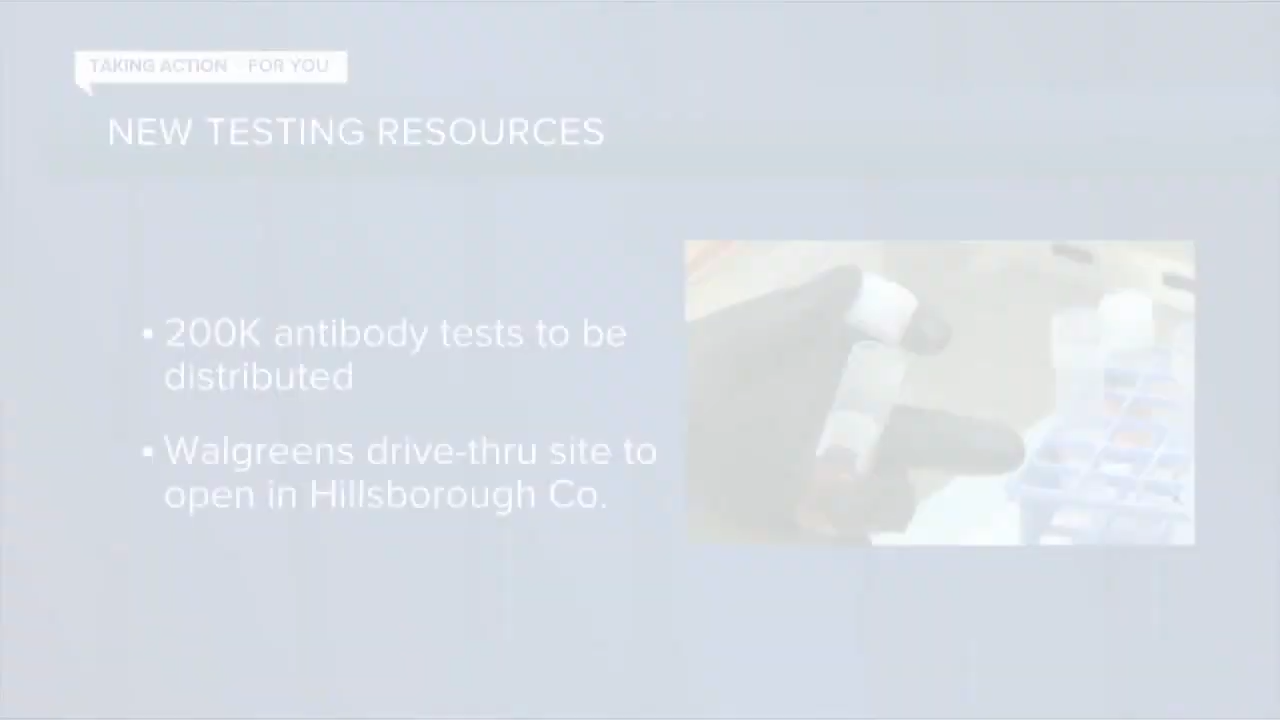 TAKING ACTION FOR YOU
NEW TESTING RESOURCES
▪ 200K antibody tests to be
distributed
▪ Walgreens drive-thru site to
open in Hillsborough Co.